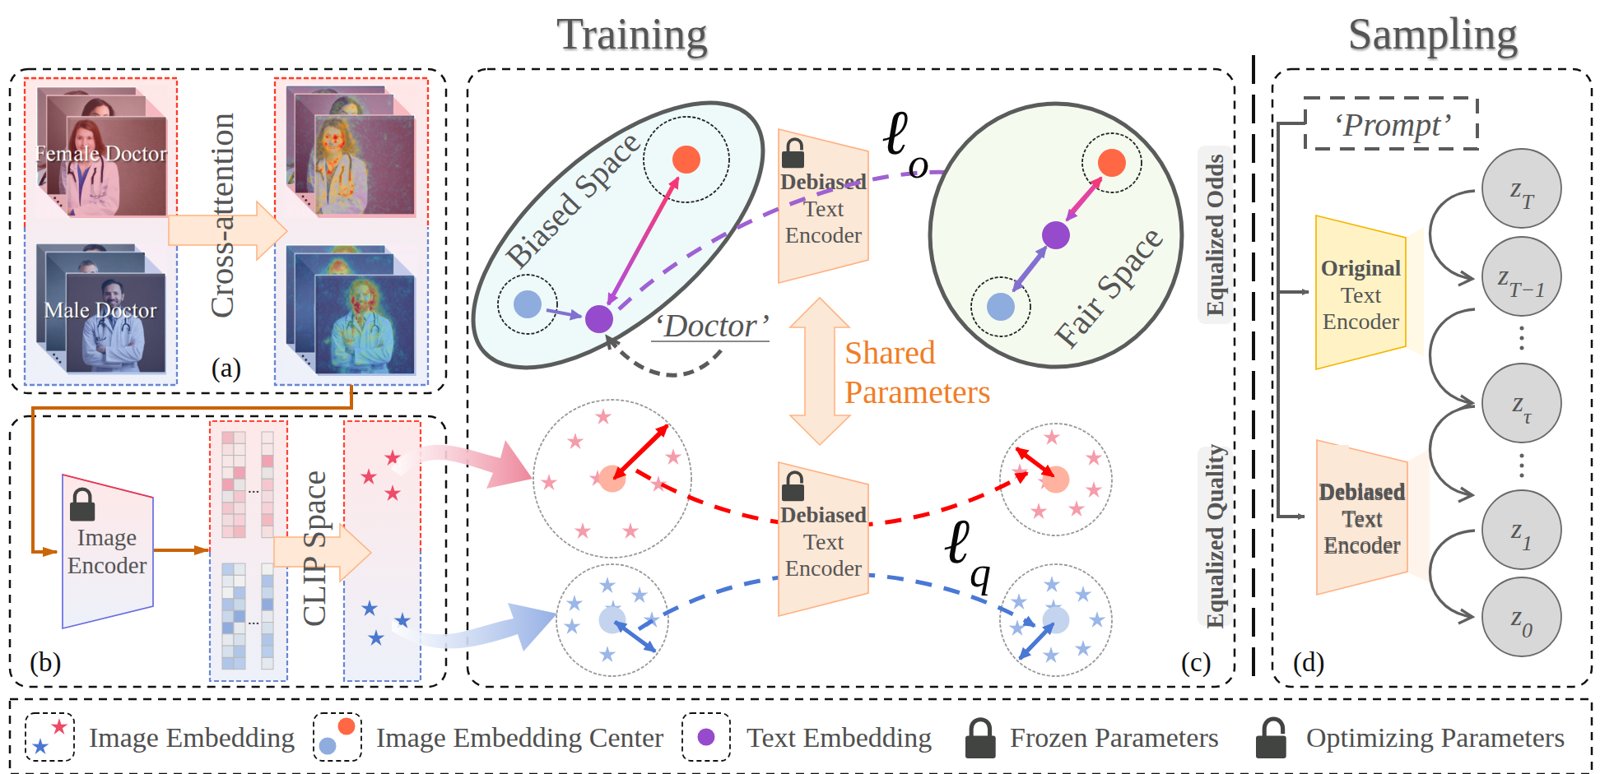 Training
Sampling
Female Doctor
Male Doctor
Cross-attention
(a)
Image
Encoder
...
...
CLIP Space
(b)
Biased Space
'Doctor'
Debiased
Text
Encoder
ℓo
Fair Space
Equalized Odds
Shared
Parameters
Debiased
Text
Encoder
ℓq
Equalized Quality
(c)
'Prompt'
Original
Text
Encoder
Debiased
Text
Encoder
zT
zT−1
zτ
z1
z0
(d)
Image Embedding
Image Embedding Center
Text Embedding
Frozen Parameters
Optimizing Parameters